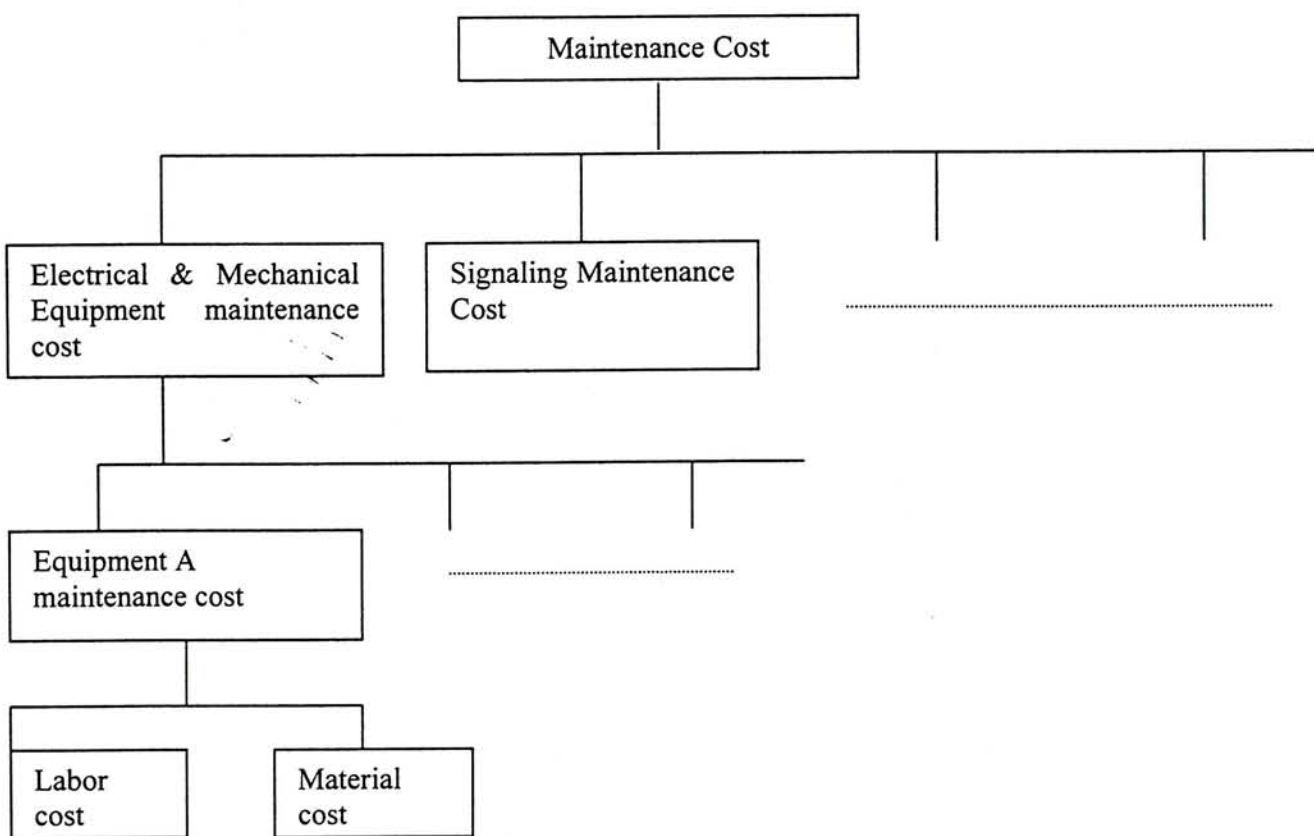 Maintenance Cost
Electrical & Mechanical
Equipment maintenance
cost
Signaling Maintenance
Cost
Equipment A
maintenance cost
Labor
cost
Material
cost